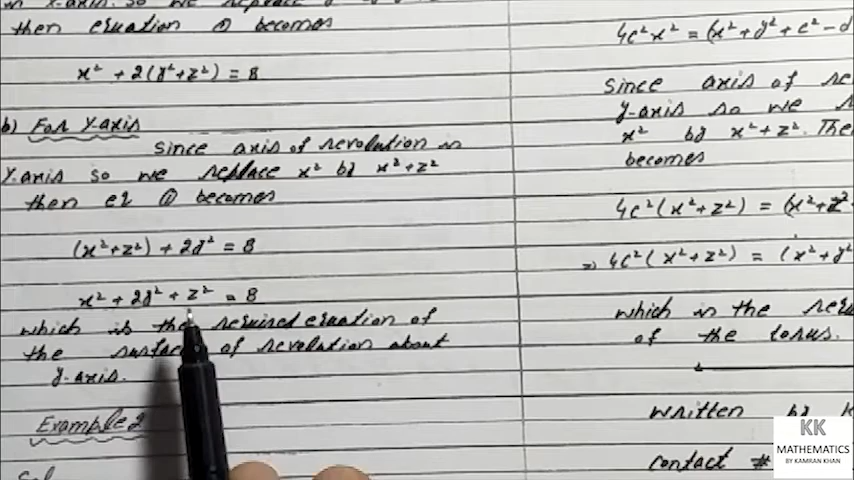 then equation ① becomes
x² + 2(y²+z²) = 8
b) For Y-axis
since axis of revolution is
Y-axis so we replace x² by x²+z²
then eq ① becomes
(x²+z²) + 2y² = 8
x² + 2y² + z² = 8
which is the required equation of
the surface of revolution about
y-axis.
Example 2
Sol
4c²x² = (x²+y²+c²-d
since axis of re
y-axis so we
x² by x²+z². The
becomes
4c²(x²+z²) = (x²+z²
⇒ 4c²(x²+z²) = (x²+y²
which is the
of the torus.
written by K
contact #
KK
MATHEMATICS
BY KAMRAN KHAN